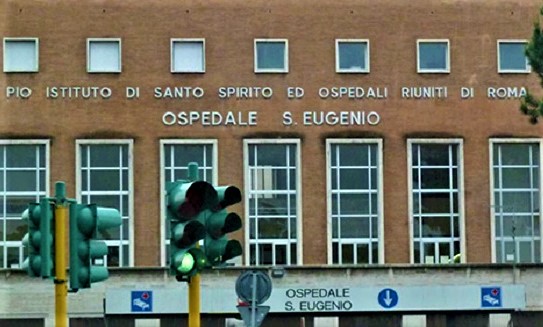 PIO ISTITUTO DI SANTO SPIRITO ED OSPEDALI RIUNITI DI ROMA
OSPEDALE S. EUGENIO
OSPEDALE
S. EUGENIO